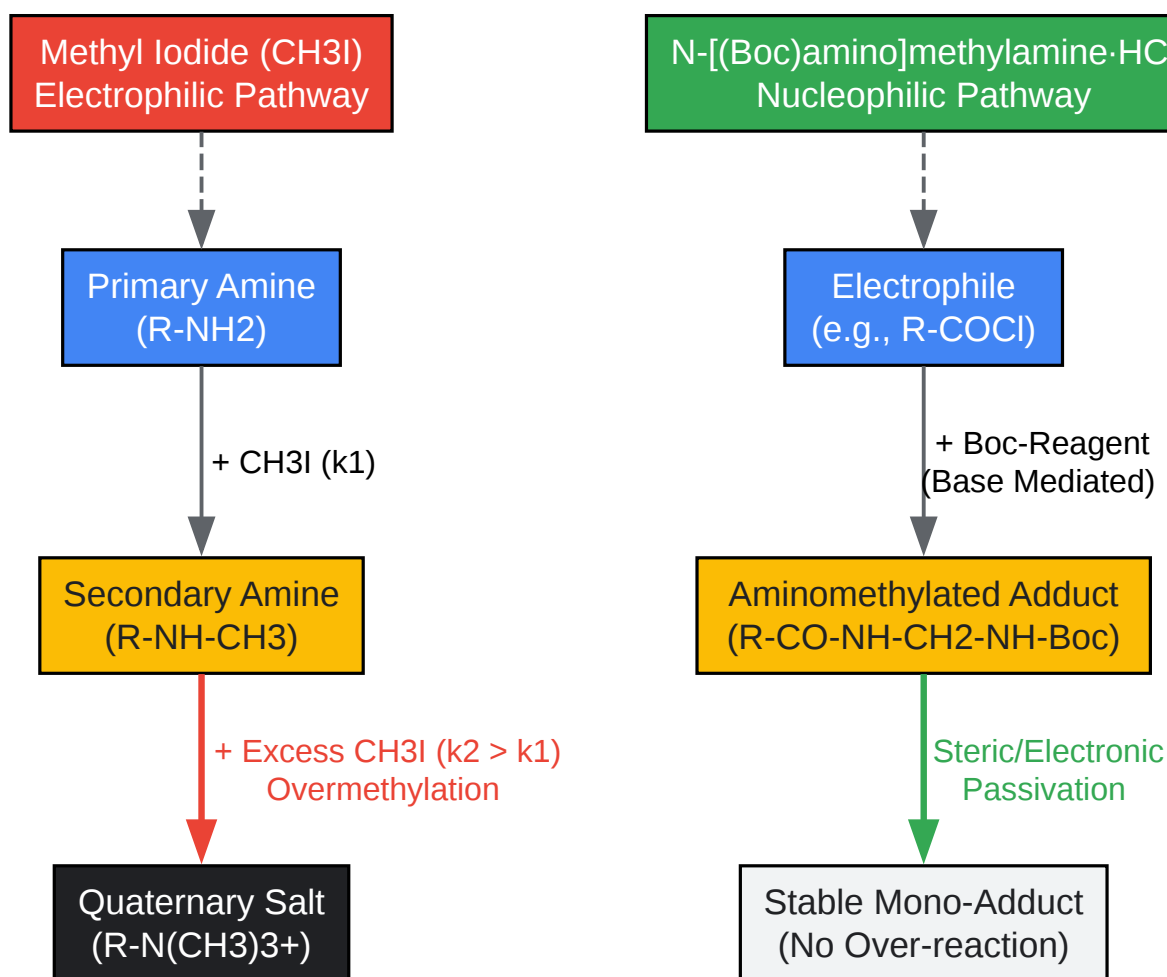 Methyl Iodide (CH3I)
Electrophilic Pathway
Primary Amine
(R-NH2)
+ CH3I (k1)
Secondary Amine
(R-NH-CH3)
+ Excess CH3I (k2 > k1)
Overmethylation
Quaternary Salt
(R-N(CH3)3+)
N-[(Boc)amino]methylamine·HC
Nucleophilic Pathway
Electrophile
(e.g., R-COCl)
+ Boc-Reagent
(Base Mediated)
Aminomethylated Adduct
(R-CO-NH-CH2-NH-Boc)
Steric/Electronic
Passivation
Stable Mono-Adduct
(No Over-reaction)